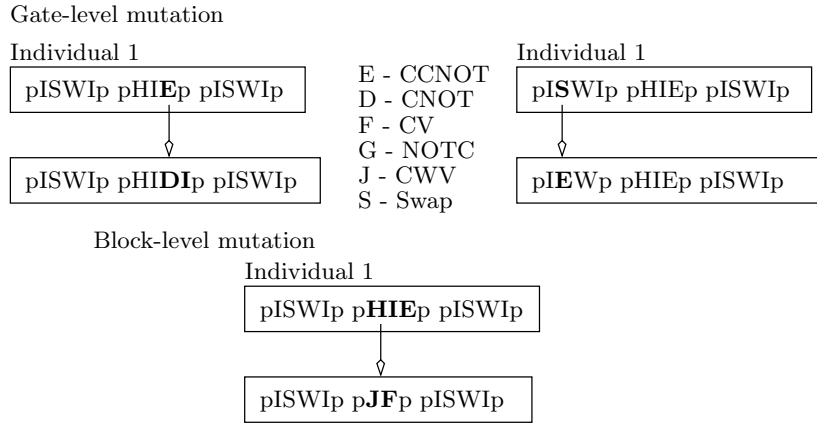 Gate-level mutation
Individual 1
pISWIp pHIEp pISWIp
pISWIp pHIDIp pISWIp
E - CCNOT
D - CNOT
F - CV
G - NOTC
J - CWV
S - Swap
Individual 1
pISWIp pHIEp pISWIp
pIEWp pHIEp pISWIp
Block-level mutation
Individual 1
pISWIp pHIEp pISWIp
pISWIp pJFp pISWIp